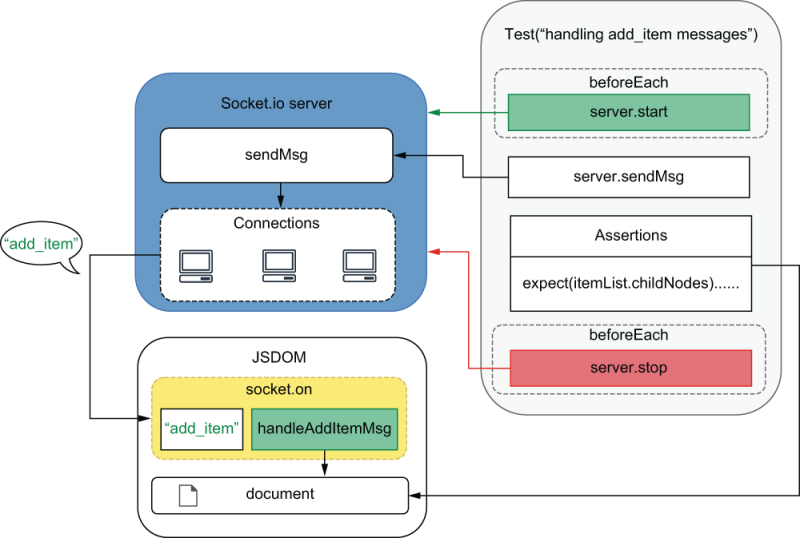 Test(“handling add_item messages”)
beforeEach
server.start
Socket.io server
sendMsg
server.sendMsg
Connections
“add_item”
Assertions
expect(itemList.childNodes)......
beforeEach
server.stop
JSDOM
socket.on
“add_item”
handleAddItemMsg
document